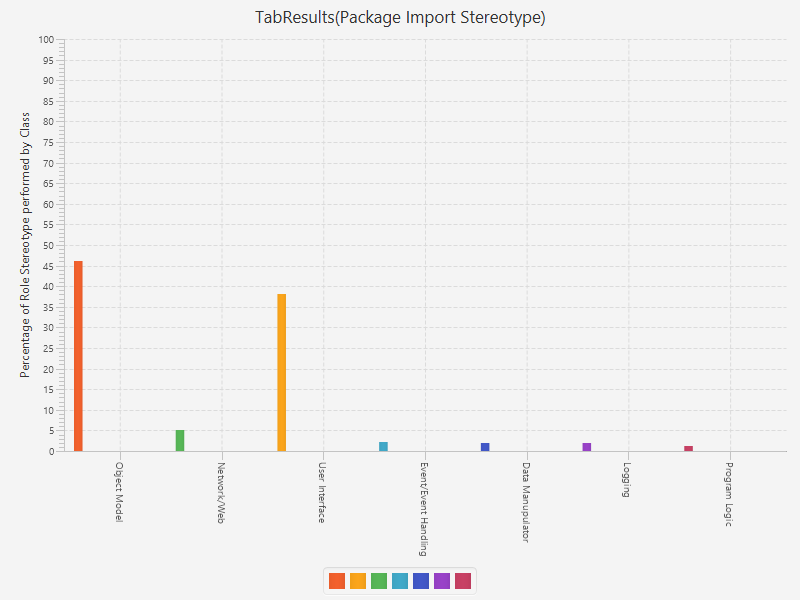 TabResults(Package Import Stereotype)
Percentage of Role Stereotype performed by Class
100
95
90
85
80
75
70
65
60
55
50
45
40
35
30
25
20
15
10
5
0
Object Model
Network/Web
User Interface
Event/Event Handling
Data Manupulator
Logging
Program Logic